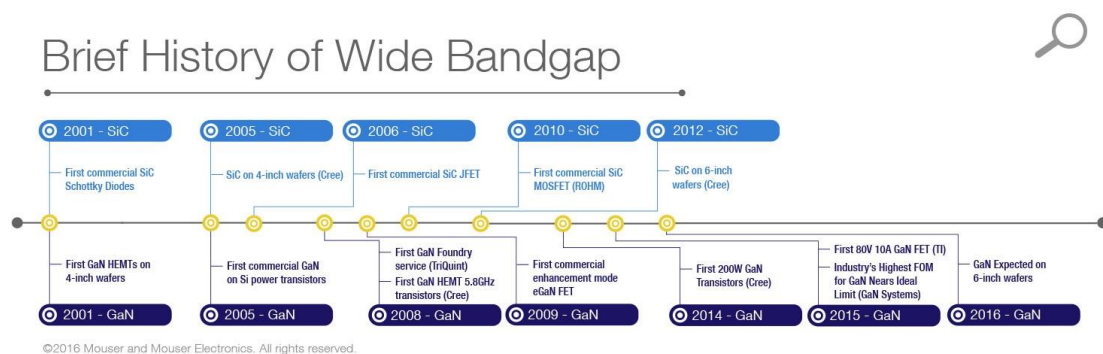 Brief History of Wide Bandgap
2001 - SiC
2005 - SiC
2006 - SiC
2010 - SiC
2012 - SiC
First commercial SiC
Schottky Diodes
SiC on 4-inch wafers (Cree)
First commercial SiC JFET
First commercial SiC
MOSFET (ROHM)
SiC on 6-inch
wafers (Cree)
First GaN HEMTs on
4-inch wafers
First commercial GaN
on Si power transistors
First GaN Foundry
service (TriQuint)
First GaN HEMT 5.8GHz
transistors (Cree)
First commercial
enhancement mode
eGaN FET
First 200W GaN
Transistors (Cree)
First 80V 10A GaN FET (TI)
Industry's Highest FOM
for GaN Nears Ideal
Limit (GaN Systems)
GaN Expected on
6-inch wafers
2001 - GaN
2005 - GaN
2008 - GaN
2009 - GaN
2014 - GaN
2015 - GaN
2016 - GaN
©2016 Mouser and Mouser Electronics. All rights reserved.